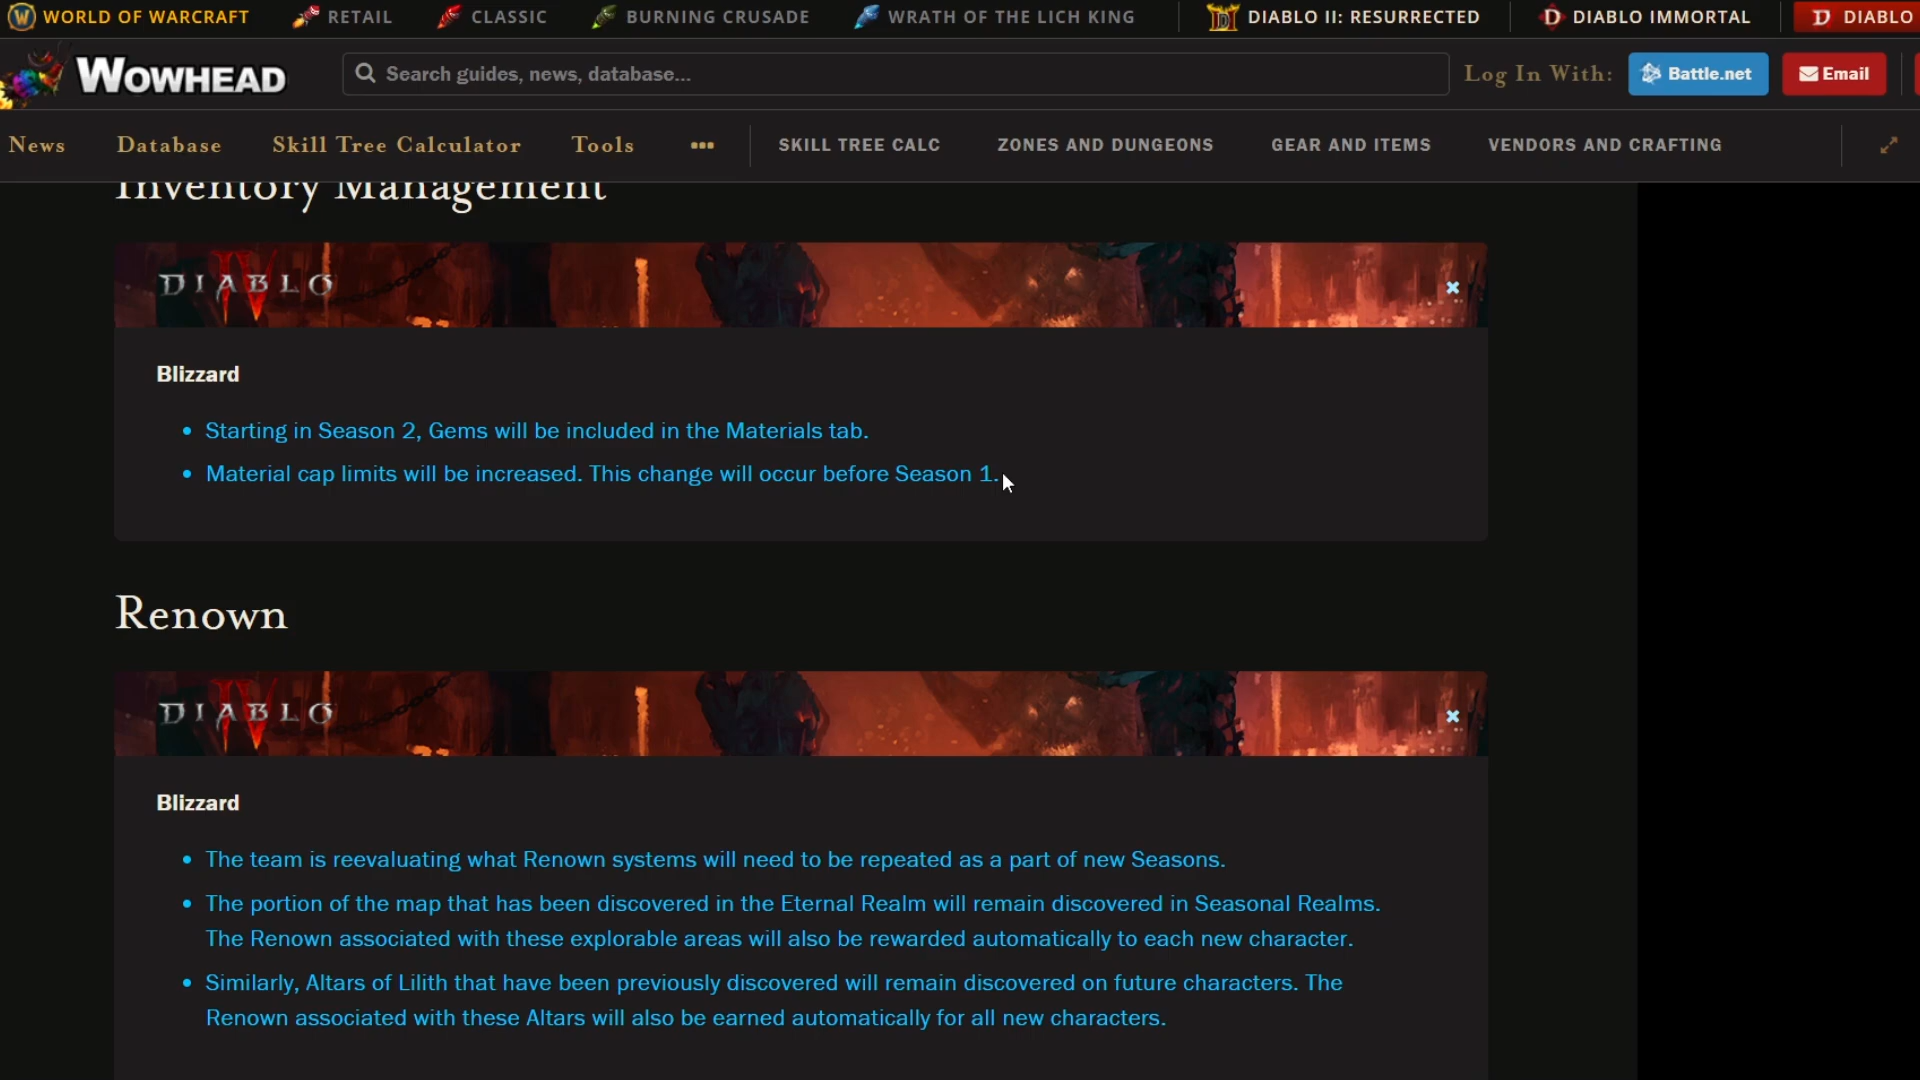 WORLD OF WARCRAFT RETAIL CLASSIC BURNING CRUSADE WRATH OF THE LICH KING DIABLO II: RESURRECTED DIABLO IMMORTAL DIABLO
WOWHEAD Search guides, news, database... Log In With: Battle.net Email
News Database Skill Tree Calculator Tools ••• SKILL TREE CALC ZONES AND DUNGEONS GEAR AND ITEMS VENDORS AND CRAFTING
Inventory Management
DIABLO IV
Blizzard
• Starting in Season 2, Gems will be included in the Materials tab.
• Material cap limits will be increased. This change will occur before Season 1.
Renown
DIABLO IV
Blizzard
• The team is reevaluating what Renown systems will need to be repeated as a part of new Seasons.
• The portion of the map that has been discovered in the Eternal Realm will remain discovered in Seasonal Realms.
The Renown associated with these explorable areas will also be rewarded automatically to each new character.
• Similarly, Altars of Lilith that have been previously discovered will remain discovered on future characters. The
Renown associated with these Altars will also be earned automatically for all new characters.